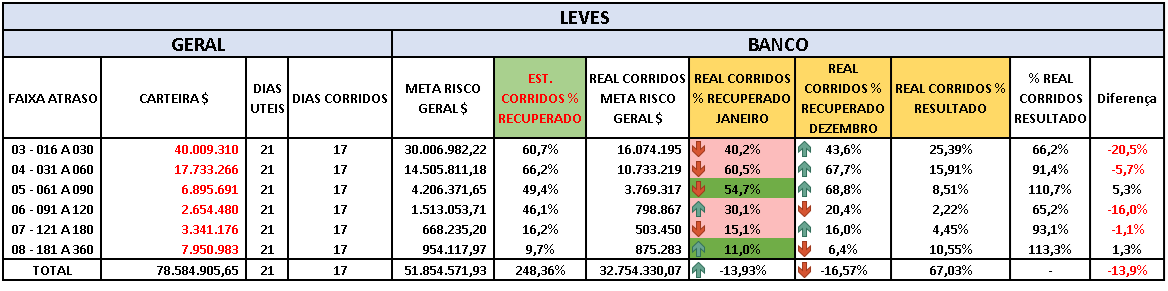 LEVES
GERAL BANCO
FAIXA ATRASO CARTEIRA $ DIAS UTEIS DIAS CORRIDOS META RISCO GERAL $ EST. CORRIDOS % RECUPERADO REAL CORRIDOS META RISCO GERAL $ REAL CORRIDOS % RECUPERADO JANEIRO REAL CORRIDOS % RECUPERADO DEZEMBRO REAL CORRIDOS % RESULTADO % REAL CORRIDOS RESULTADO Diferença
03 - 016 A 030 40.009.310 21 17 30.006.982,22 60,7% 16.074.195 40,2% 43,6% 25,39% 66,2% -20,5%
04 - 031 A 060 17.733.266 21 17 14.505.811,18 66,2% 10.733.219 60,5% 67,7% 15,91% 91,4% -5,7%
05 - 061 A 090 6.895.691 21 17 4.206.371,65 49,4% 3.769.317 54,7% 68,8% 8,51% 110,7% 5,3%
06 - 091 A 120 2.654.480 21 17 1.513.053,71 46,1% 798.867 30,1% 20,4% 2,22% 65,2% -16,0%
07 - 121 A 180 3.341.176 21 17 668.235,20 16,2% 503.450 15,1% 16,0% 4,45% 93,1% -1,1%
08 - 181 A 360 7.950.983 21 17 954.117,97 9,7% 875.283 11,0% 6,4% 10,55% 113,3% 1,3%
TOTAL 78.584.905,65 21 17 51.854.571,93 248,36% 32.754.330,07 -13,93% -16,57% 67,03% - -13,9%